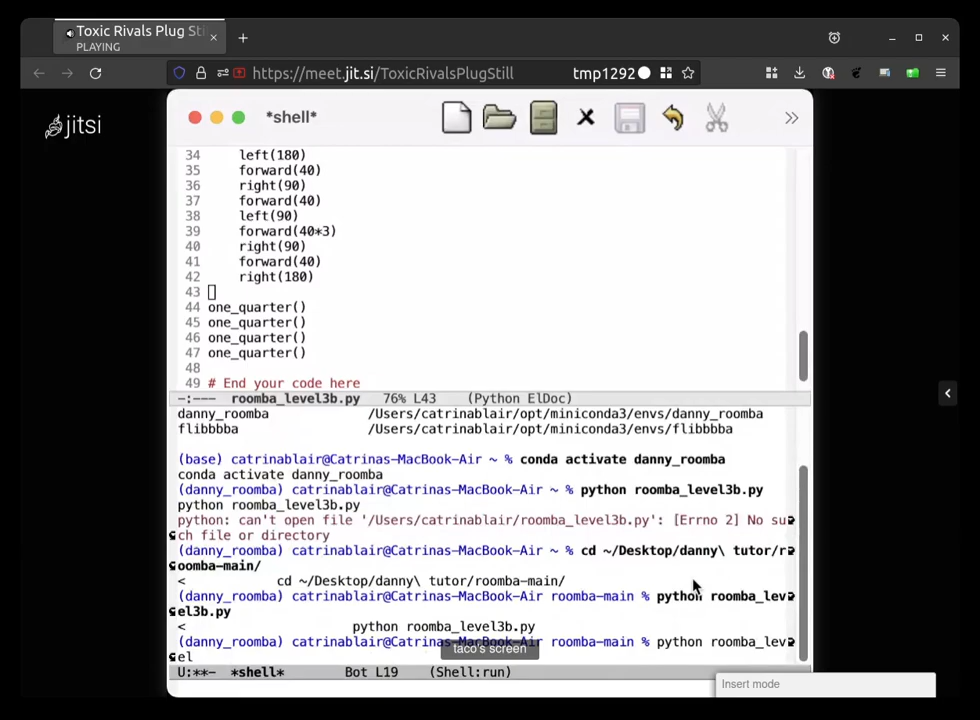 Toxic Rivals Plug Sti
PLAYING
https://meet.jit.si/ToxicRivalsPlugStill
tmp1292
jitsi
*shell*
34 left(180)
35 forward(40)
36 right(90)
37 forward(40)
38 left(90)
39 forward(40*3)
40 right(90)
41 forward(40)
42 right(180)
43
44 one_quarter()
45 one_quarter()
46 one_quarter()
47 one_quarter()
48
49 # End your code here
-:--- roomba_level3b.py 76% L43 (Python ElDoc)
danny_roomba /Users/catrinablair/opt/miniconda3/envs/danny_roomba
flibbbba /Users/catrinablair/opt/miniconda3/envs/flibbbba
(base) catrinablair@Catrinas-MacBook-Air ~ % conda activate danny_roomba
conda activate danny_roomba
(danny_roomba) catrinablair@Catrinas-MacBook-Air ~ % python roomba_level3b.py
python roomba_level3b.py
python: can't open file '/Users/catrinablair/roomba_level3b.py': [Errno 2] No su
ch file or directory
(danny_roomba) catrinablair@Catrinas-MacBook-Air ~ % cd ~/Desktop/danny\ tutor/r
oomba-main/
< cd ~/Desktop/danny\ tutor/roomba-main/
(danny_roomba) catrinablair@Catrinas-MacBook-Air roomba-main % python roomba_lev
el3b.py
< python roomba_level3b.py
(danny_roomba) catrinablair@Catrinas-MacBook-Air roomba-main % python roomba_lev
el
taco's screen
U:**- *shell* Bot L19 (Shell:run)
Insert mode